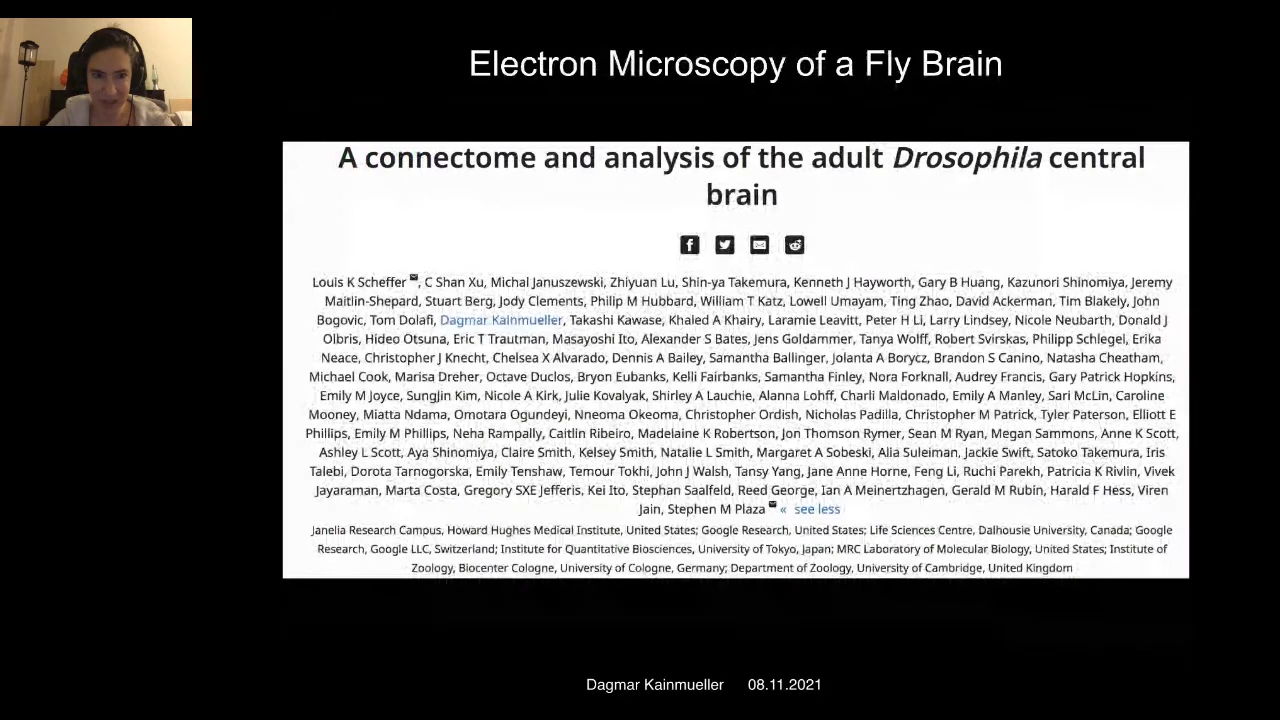 Electron Microscopy of a Fly Brain
A connectome and analysis of the adult Drosophila central
brain
Louis K Scheffer, C Shan Xu, Michal Januszewski, Zhiyuan Lu, Shin-ya Takemura, Kenneth J Hayworth, Gary B Huang, Kazunori Shinomiya, Jeremy
Maitlin-Shepard, Stuart Berg, Jody Clements, Philip M Hubbard, William T Katz, Lowell Umayam, Ting Zhao, David Ackerman, Tim Blakely, John
Bogovic, Tom Dolafi, Dagmar Kainmueller, Takashi Kawase, Khaled A Khairy, Laramie Leavitt, Peter H Li, Larry Lindsey, Nicole Neubarth, Donald J
Olbris, Hideo Otsuna, Eric T Trautman, Masayoshi Ito, Alexander S Bates, Jens Goldammer, Tanya Wolff, Robert Svirskas, Philipp Schlegel, Erika
Neace, Christopher J Knecht, Chelsea X Alvarado, Dennis A Bailey, Samantha Ballinger, Jolanta A Borycz, Brandon S Canino, Natasha Cheatham,
Michael Cook, Marisa Dreher, Octave Duclos, Bryon Eubanks, Kelli Fairbanks, Samantha Finley, Nora Forknall, Audrey Francis, Gary Patrick Hopkins,
Emily M Joyce, SungJin Kim, Nicole A Kirk, Julie Kovalyak, Shirley A Lauchie, Alanna Lohff, Charli Maldonado, Emily A Manley, Sari McLin, Caroline
Mooney, Miatta Ndama, Omotara Ogundeyi, Nneoma Okeoma, Christopher Ordish, Nicholas Padilla, Christopher M Patrick, Tyler Paterson, Elliott E
Phillips, Emily M Phillips, Neha Rampally, Caitlin Ribeiro, Madelaine K Robertson, Jon Thomson Rymer, Sean M Ryan, Megan Sammons, Anne K Scott,
Ashley L Scott, Aya Shinomiya, Claire Smith, Kelsey Smith, Natalie L Smith, Margaret A Sobeski, Alia Suleiman, Jackie Swift, Satoko Takemura, Iris
Talebi, Dorota Tarnogorska, Emily Tenshaw, Temour Tokhi, John J Walsh, Tansy Yang, Jane Anne Horne, Feng Li, Ruchi Parekh, Patricia K Rivlin, Vivek
Jayaraman, Marta Costa, Gregory SXE Jefferis, Kei Ito, Stephan Saalfeld, Reed George, Ian A Meinertzhagen, Gerald M Rubin, Harald F Hess, Viren
Jain, Stephen M Plaza « see less
Janelia Research Campus, Howard Hughes Medical Institute, United States; Google Research, United States; Life Sciences Centre, Dalhousie University, Canada; Google
Research, Google LLC, Switzerland; Institute for Quantitative Biosciences, University of Tokyo, Japan; MRC Laboratory of Molecular Biology, United States; Institute of
Zoology, Biocenter Cologne, University of Cologne, Germany; Department of Zoology, University of Cambridge, United Kingdom
Dagmar Kainmueller 08.11.2021